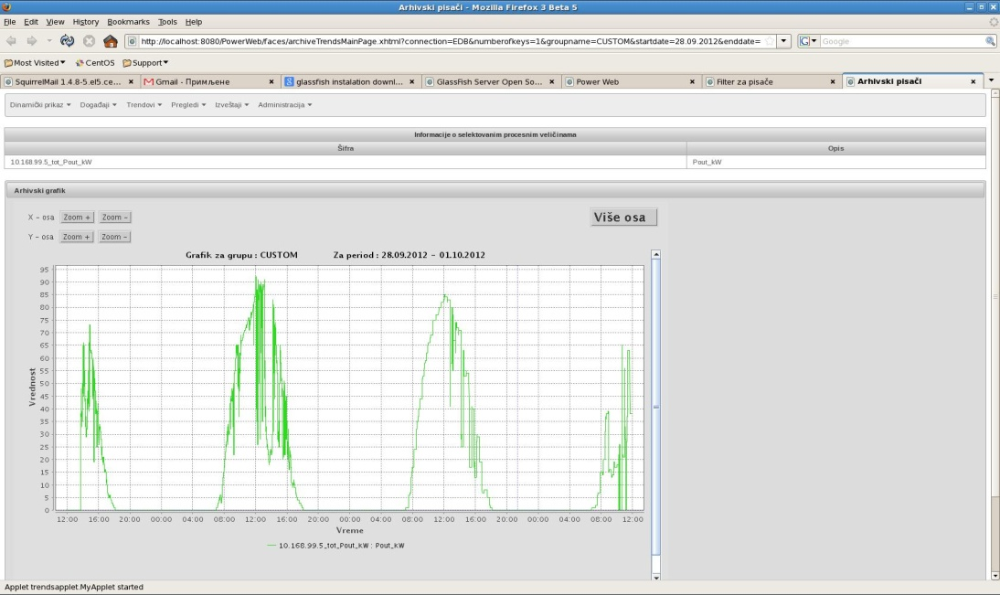 Arhivski pisači - Mozilla Firefox 3 Beta 5
File Edit View History Bookmarks Tools Help
http://localhost:8080/PowerWeb/faces/archiveTrendsMainPage.xhtml?connection=EDB&numberofkeys=1&groupname=CUSTOM&startdate=28.09.2012&enddate= Google
Most Visited CentOS Support
SquirrelMail 1.4.8-5.el5.ce... Gmail - Примљене glassfish instalation downl... GlassFish Server Open So... Power Web Filter za pisače Arhivski pisači
Dinamički prikaz Događaji Trendovi Pregledi Izveštaji Administracija
Informacije o selektovanim procesnim veličinama
Šifra Opis
10.168.99.5_tot_Pout_kW Pout_kW
Arhivski grafik
X - osa Zoom + Zoom - Više osa
Y - osa Zoom + Zoom -
Grafik za grupu : CUSTOM Za period : 28.09.2012 - 01.10.2012
95
90
85
80
75
70
65
60
55
50
45
40
35
30
25
20
15
10
5
0
Vrednost
12:00 16:00 20:00 00:00 04:00 08:00 12:00 16:00 20:00 00:00 04:00 08:00 12:00 16:00 20:00 00:00 04:00 08:00 12:00
Vreme
10.168.99.5_tot_Pout_kW : Pout_kW
Applet trendsapplet.MyApplet started